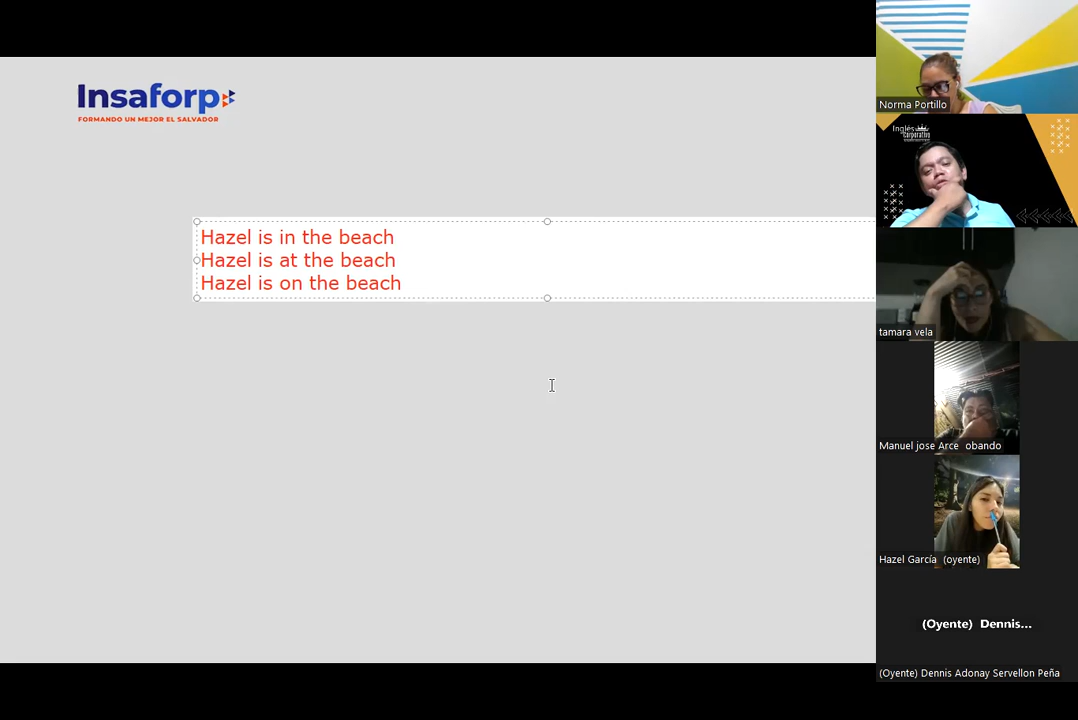 Insaforp
FORMANDO UN MEJOR EL SALVADOR
Hazel is in the beach
Hazel is at the beach
Hazel is on the beach
Norma Portillo
Inglés
Corporativo
tamara vela
Manuel jose Arce obando
Hazel García (oyente)
(Oyente) Dennis...
(Oyente) Dennis Adonay Servellon Peña